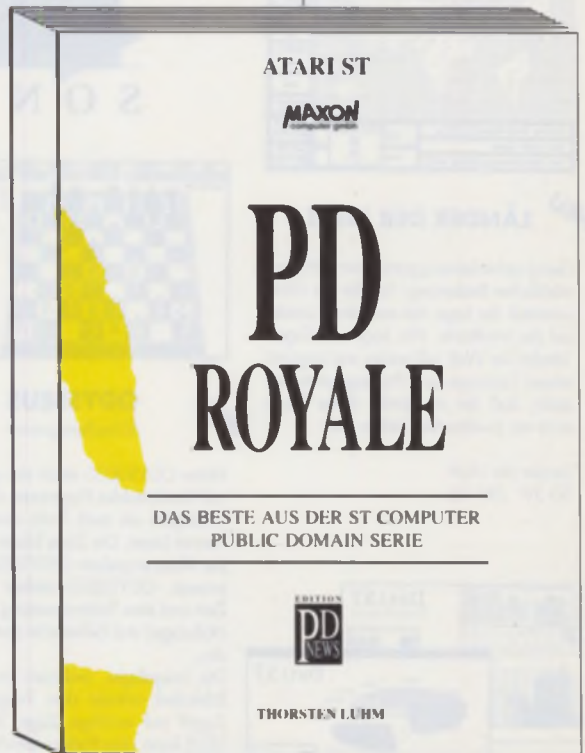 ATARI ST
MAXON
computer gmbh
PD
ROYALE
DAS BESTE AUS DER ST COMPUTER
PUBLIC DOMAIN SERIE
EDITION
PD
NEWS
THORSTEN LUHM